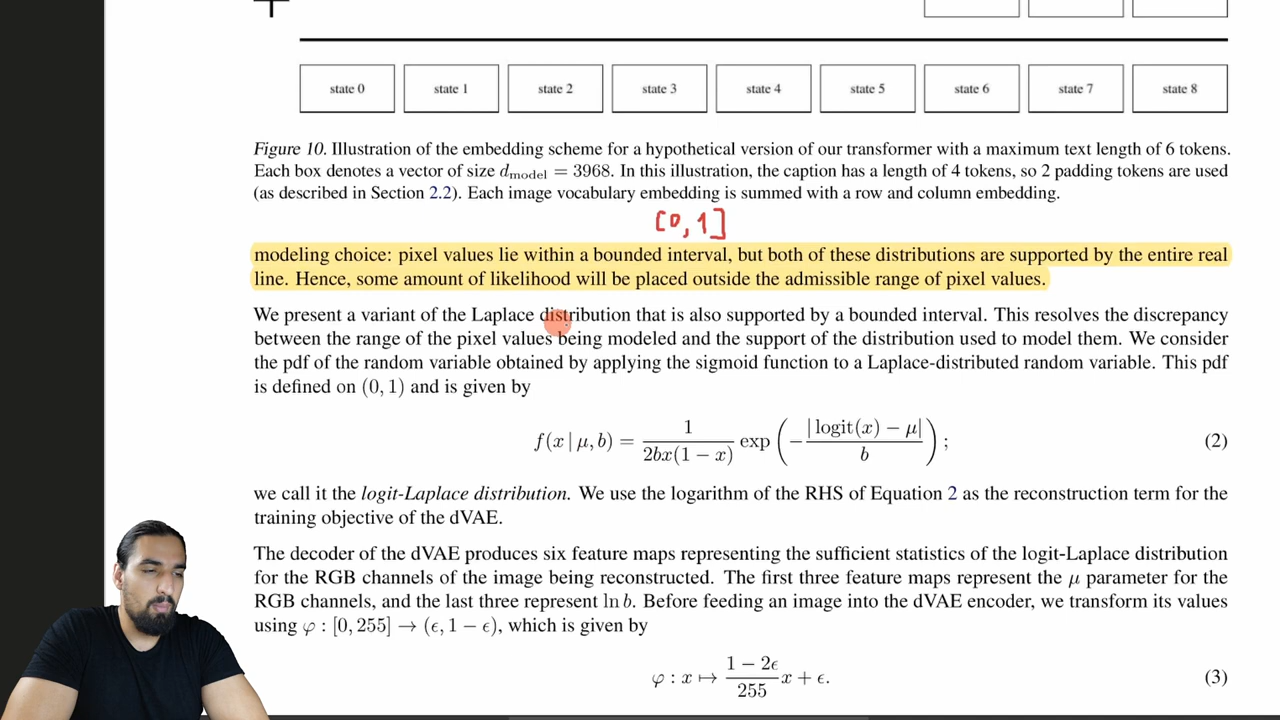 state 0 state 1 state 2 state 3 state 4 state 5 state 6 state 7 state 8
Figure 10. Illustration of the embedding scheme for a hypothetical version of our transformer with a maximum text length of 6 tokens.
Each box denotes a vector of size d_model = 3968. In this illustration, the caption has a length of 4 tokens, so 2 padding tokens are used
(as described in Section 2.2). Each image vocabulary embedding is summed with a row and column embedding.
[0, 1]
modeling choice: pixel values lie within a bounded interval, but both of these distributions are supported by the entire real
line. Hence, some amount of likelihood will be placed outside the admissible range of pixel values.
We present a variant of the Laplace distribution that is also supported by a bounded interval. This resolves the discrepancy
between the range of the pixel values being modeled and the support of the distribution used to model them. We consider
the pdf of the random variable obtained by applying the sigmoid function to a Laplace-distributed random variable. This pdf
is defined on (0, 1) and is given by
f(x | μ, b) = 1 / 2bx(1 − x) exp (− | logit(x) − μ| / b) ; (2)
we call it the logit-Laplace distribution. We use the logarithm of the RHS of Equation 2 as the reconstruction term for the
training objective of the dVAE.
The decoder of the dVAE produces six feature maps representing the sufficient statistics of the logit-Laplace distribution
for the RGB channels of the image being reconstructed. The first three feature maps represent the μ parameter for the
RGB channels, and the last three represent ln b. Before feeding an image into the dVAE encoder, we transform its values
using φ : [0, 255] → (ϵ, 1 − ϵ), which is given by
φ : x ↦ 1 − 2ϵ / 255 x + ϵ. (3)